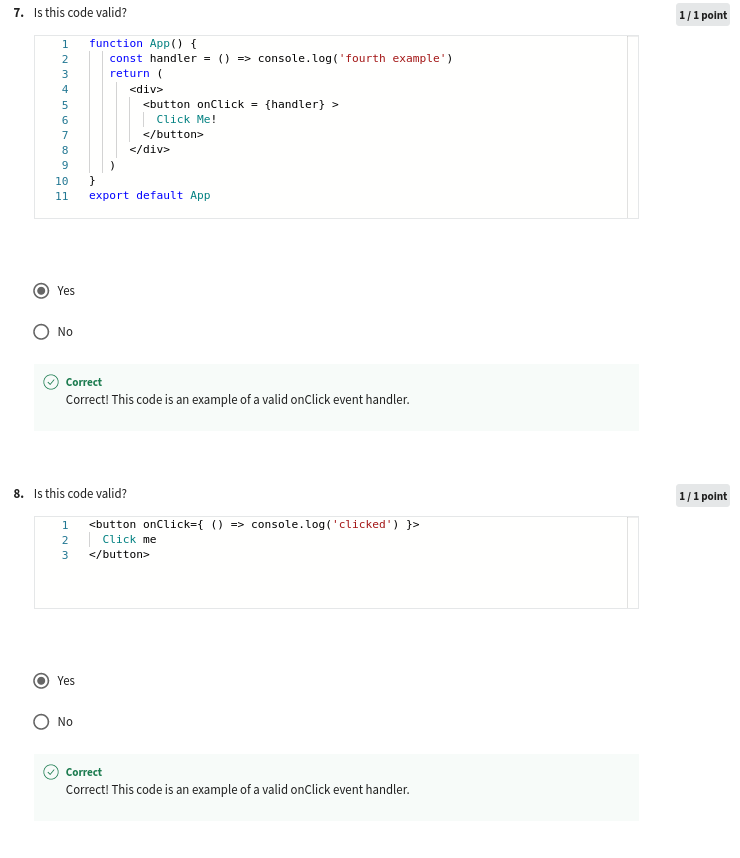 7. Is this code valid?
1 / 1 point
1 function App() {
2 const handler = () => console.log('fourth example')
3 return (
4 <div>
5 <button onClick = {handler} >
6 Click Me!
7 </button>
8 </div>
9 )
10 }
11 export default App
Yes
No
Correct
Correct! This code is an example of a valid onClick event handler.
8. Is this code valid?
1 / 1 point
1 <button onClick={ () => console.log('clicked') }>
2 Click me
3 </button>
Yes
No
Correct
Correct! This code is an example of a valid onClick event handler.